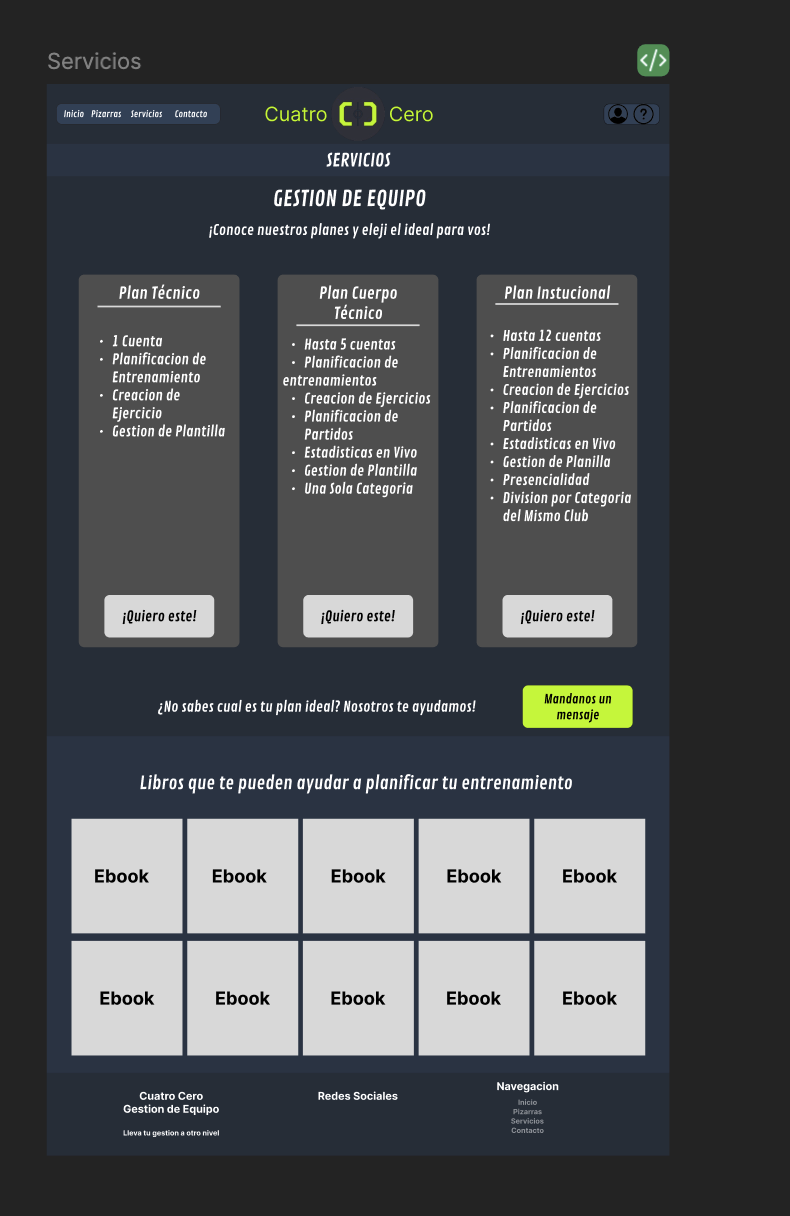 Servicios
</>
Inicio Pizarras Servicios Contacto
Cuatro Cero
?
SERVICIOS
GESTION DE EQUIPO
¡Conoce nuestros planes y eleji el ideal para vos!
Plan Técnico
• 1 Cuenta
• Planificacion de
Entrenamiento
• Creacion de
Ejercicio
• Gestion de Plantilla
¡Quiero este!
Plan Cuerpo
Técnico
• Hasta 5 cuentas
• Planificacion de
entrenamientos
• Creacion de Ejercicios
• Planificacion de
Partidos
• Estadisticas en Vivo
• Gestion de Plantilla
• Una Sola Categoria
¡Quiero este!
Plan Instucional
• Hasta 12 cuentas
• Planificacion de
Entrenamientos
• Creacion de Ejercicios
• Planificacion de
Partidos
• Estadisticas en Vivo
• Gestion de Planilla
• Presencialidad
• Division por Categoria
del Mismo Club
¡Quiero este!
¿No sabes cual es tu plan ideal? Nosotros te ayudamos!
Mandanos un
mensaje
Libros que te pueden ayudar a planificar tu entrenamiento
Ebook Ebook Ebook Ebook Ebook
Ebook Ebook Ebook Ebook Ebook
Cuatro Cero
Gestion de Equipo
Lleva tu gestion a otro nivel
Redes Sociales
Navegacion
Inicio
Pizarras
Servicios
Contacto